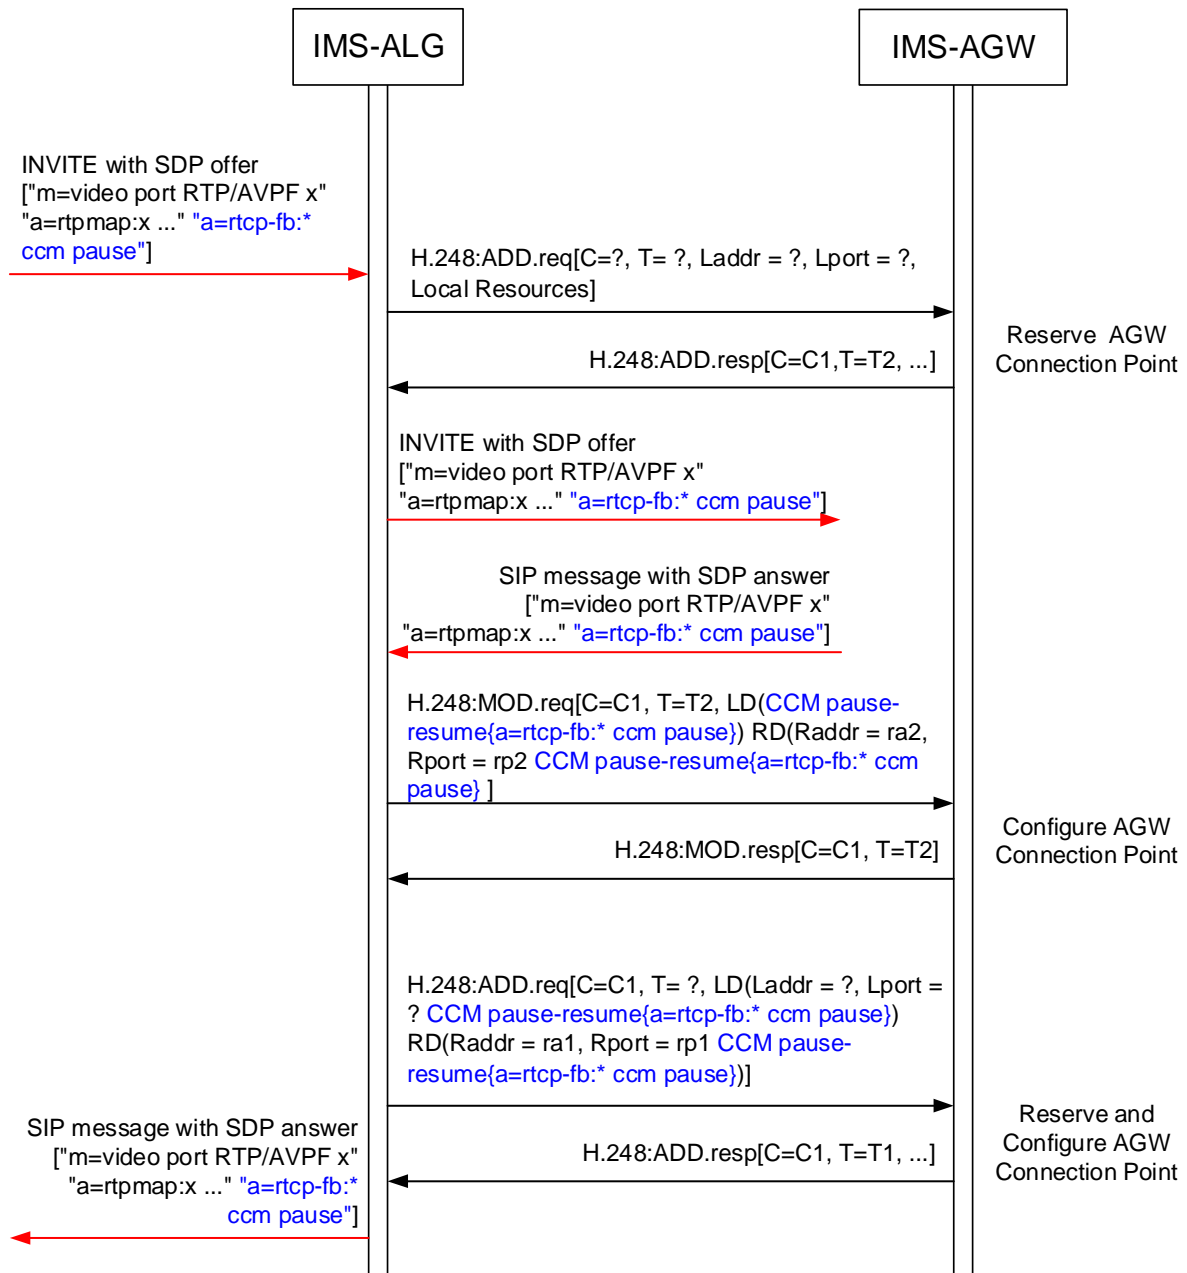 IMS-ALG
IMS-AGW
INVITE with SDP offer
["m=video port RTP/AVPF x"
"a=rtpmap:x ..." "a=rtcp-fb:*
ccm pause"]
H.248:ADD.req[C=?, T= ?, Laddr = ?, Lport = ?,
Local Resources]
Reserve  AGW
Connection Point
H.248:ADD.resp[C=C1,T=T2, ...]
INVITE with SDP offer
["m=video port RTP/AVPF x"
"a=rtpmap:x ..." "a=rtcp-fb:* ccm pause"]
SIP message with SDP answer
["m=video port RTP/AVPF x"
"a=rtpmap:x ..." "a=rtcp-fb:* ccm pause"]
H.248:MOD.req[C=C1, T=T2, LD(CCM pause-
resume{a=rtcp-fb:* ccm pause}) RD(Raddr = ra2,
Rport = rp2 CCM pause-resume{a=rtcp-fb:* ccm
pause} ]
Configure AGW
Connection Point
H.248:MOD.resp[C=C1, T=T2]
H.248:ADD.req[C=C1, T= ?, LD(Laddr = ?, Lport =
? CCM pause-resume{a=rtcp-fb:* ccm pause})
RD(Raddr = ra1, Rport = rp1 CCM pause-
resume{a=rtcp-fb:* ccm pause})]
Reserve and
Configure AGW
Connection Point
H.248:ADD.resp[C=C1, T=T1, ...]
SIP message with SDP answer
["m=video port RTP/AVPF x"
"a=rtpmap:x ..." "a=rtcp-fb:*
ccm pause"]